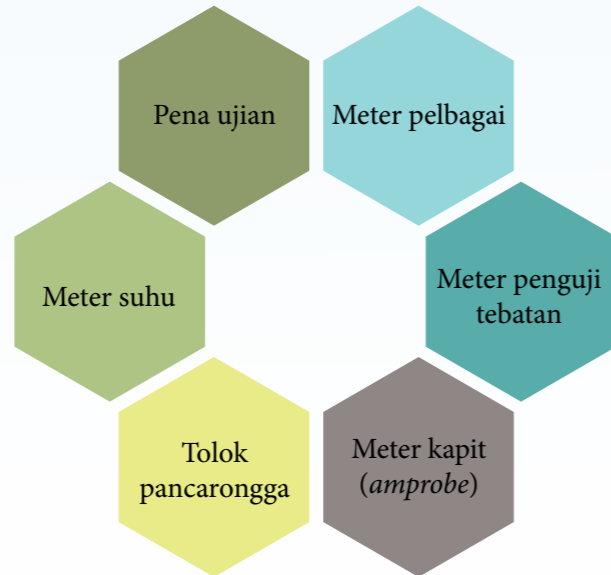 Pena ujian
Meter pelbagai
Meter suhu
Meter penguji
tebatan
Tolok
pancarongga
Meter kapit
(amprobe)